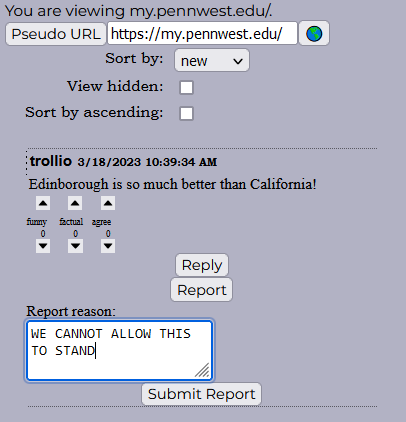 You are viewing my.pennwest.edu/.
Pseudo URL https://my.pennwest.edu/
Sort by: new
View hidden:
Sort by ascending:
trollio 3/18/2023 10:39:34 AM
Edinborough is so much better than California!
funny factual agree
0 0 0
Reply
Report
Report reason:
WE CANNOT ALLOW THIS
TO STAND
Submit Report